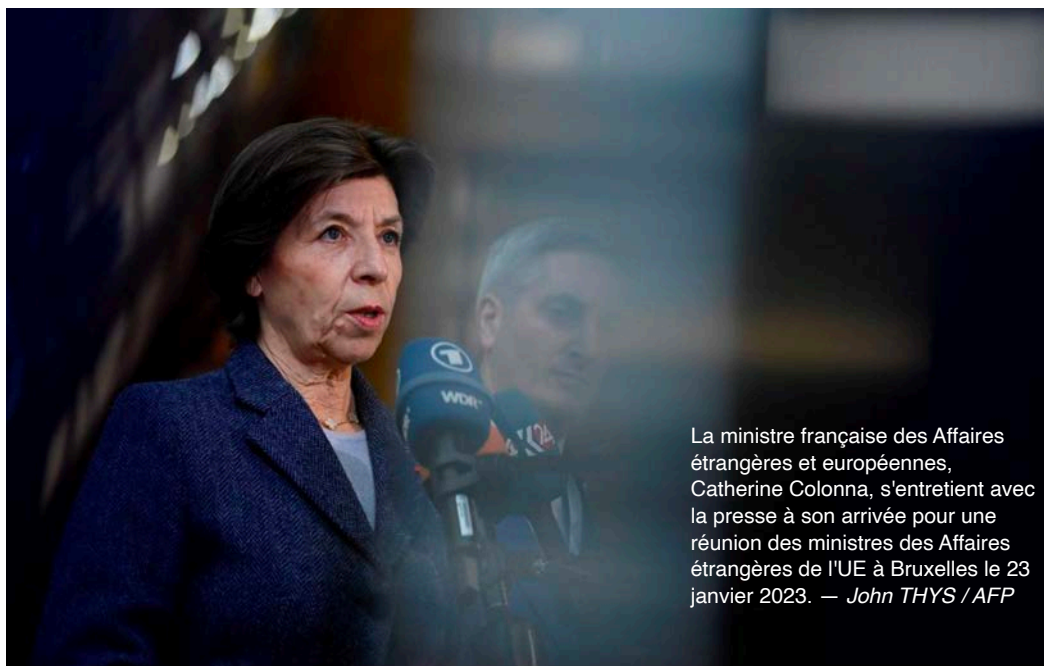 WDR
La ministre française des Affaires
étrangères et européennes,
Catherine Colonna, s'entretient avec
la presse à son arrivée pour une
réunion des ministres des Affaires
étrangères de l'UE à Bruxelles le 23
janvier 2023. — John THYS / AFP